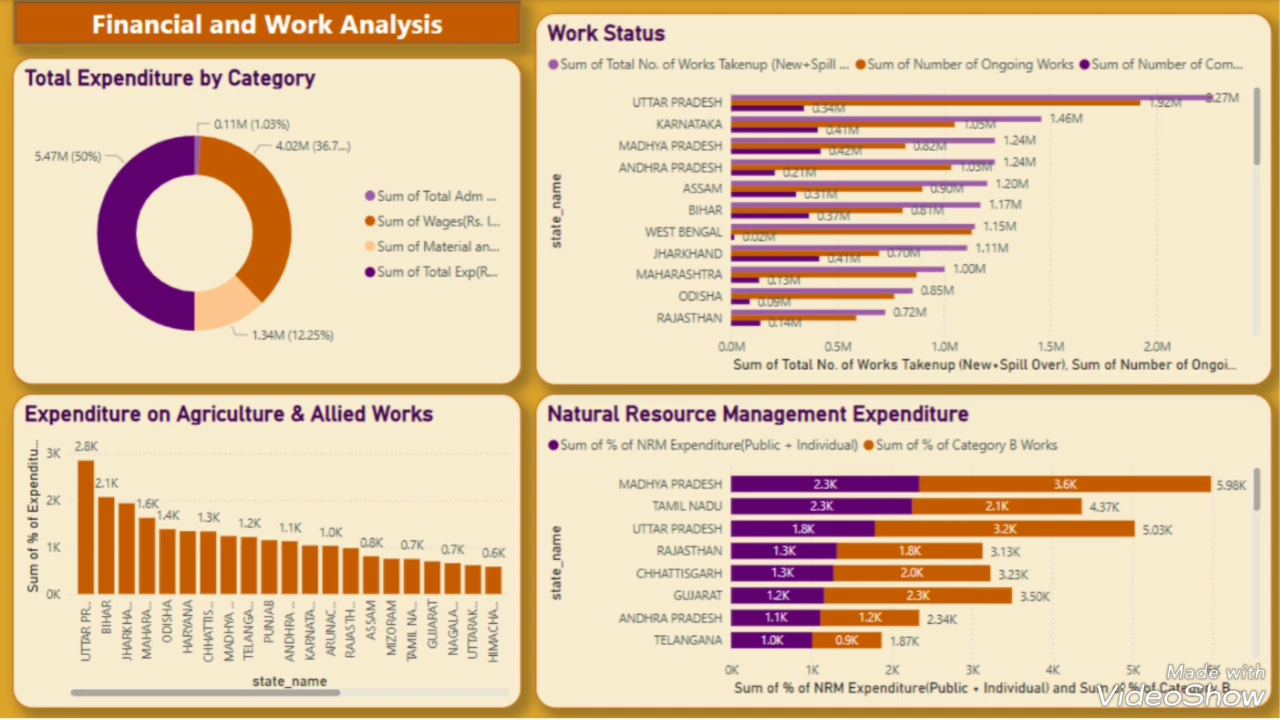 Financial and Work Analysis
Total Expenditure by Category
0.11M (1.03%)
4.02M (36.7...)
5.47M (50%)
1.34M (12.25%)
Sum of Total Adm ...
Sum of Wages(Rs. I...
Sum of Material an...
Sum of Total Exp(R...
Work Status
Sum of Total No. of Works Takenup (New+Spill ... Sum of Number of Ongoing Works Sum of Number of Com...
state_name
UTTAR PRADESH 2.27M 1.92M 0.34M
KARNATAKA 1.46M 1.05M 0.41M
MADHYA PRADESH 1.24M 0.82M 0.42M
ANDHRA PRADESH 1.24M 1.03M 0.21M
ASSAM 1.20M 0.90M 0.31M
BIHAR 1.17M 0.81M 0.37M
WEST BENGAL 1.15M 0.02M
JHARKHAND 1.11M 0.70M 0.41M
MAHARASHTRA 1.00M 0.13M
ODISHA 0.85M 0.09M
RAJASTHAN 0.72M 0.14M
0.0M 0.5M 1.0M 1.5M 2.0M
Sum of Total No. of Works Takenup (New+Spill Over), Sum of Number of Ongoi...
Expenditure on Agriculture & Allied Works
Sum of % of Expenditu...
3K
2K
1K
0K
2.8K 2.1K 1.6K 1.4K 1.3K 1.2K 1.1K 1.0K 0.8K 0.7K 0.7K 0.6K
UTTAR PR...
BIHAR
JHARKHA...
MAHARA...
ODISHA
HARYANA
CHHATTIS...
MADHYA ...
TELANGA...
PUNJAB
ANDHRA ...
KARNATA...
ARUNAC...
RAJASTH...
ASSAM
MIZORAM
TAMIL NA...
GUJARAT
NAGALA...
UTTARAK...
HIMACHA...
state_name
Natural Resource Management Expenditure
Sum of % of NRM Expenditure(Public + Individual) Sum of % of Category B Works
state_name
MADHYA PRADESH 2.3K 3.6K 5.98K
TAMIL NADU 2.3K 2.1K 4.37K
UTTAR PRADESH 1.8K 3.2K 5.03K
RAJASTHAN 1.3K 1.8K 3.13K
CHHATTISGARH 1.3K 2.0K 3.23K
GUJARAT 1.2K 2.3K 3.50K
ANDHRA PRADESH 1.1K 1.2K 2.34K
TELANGANA 1.0K 0.9K 1.87K
0K 1K 2K 3K 4K 5K 6K
Sum of % of NRM Expenditure(Public + Individual) and Sum of % of Category B
Made with
VideoShow